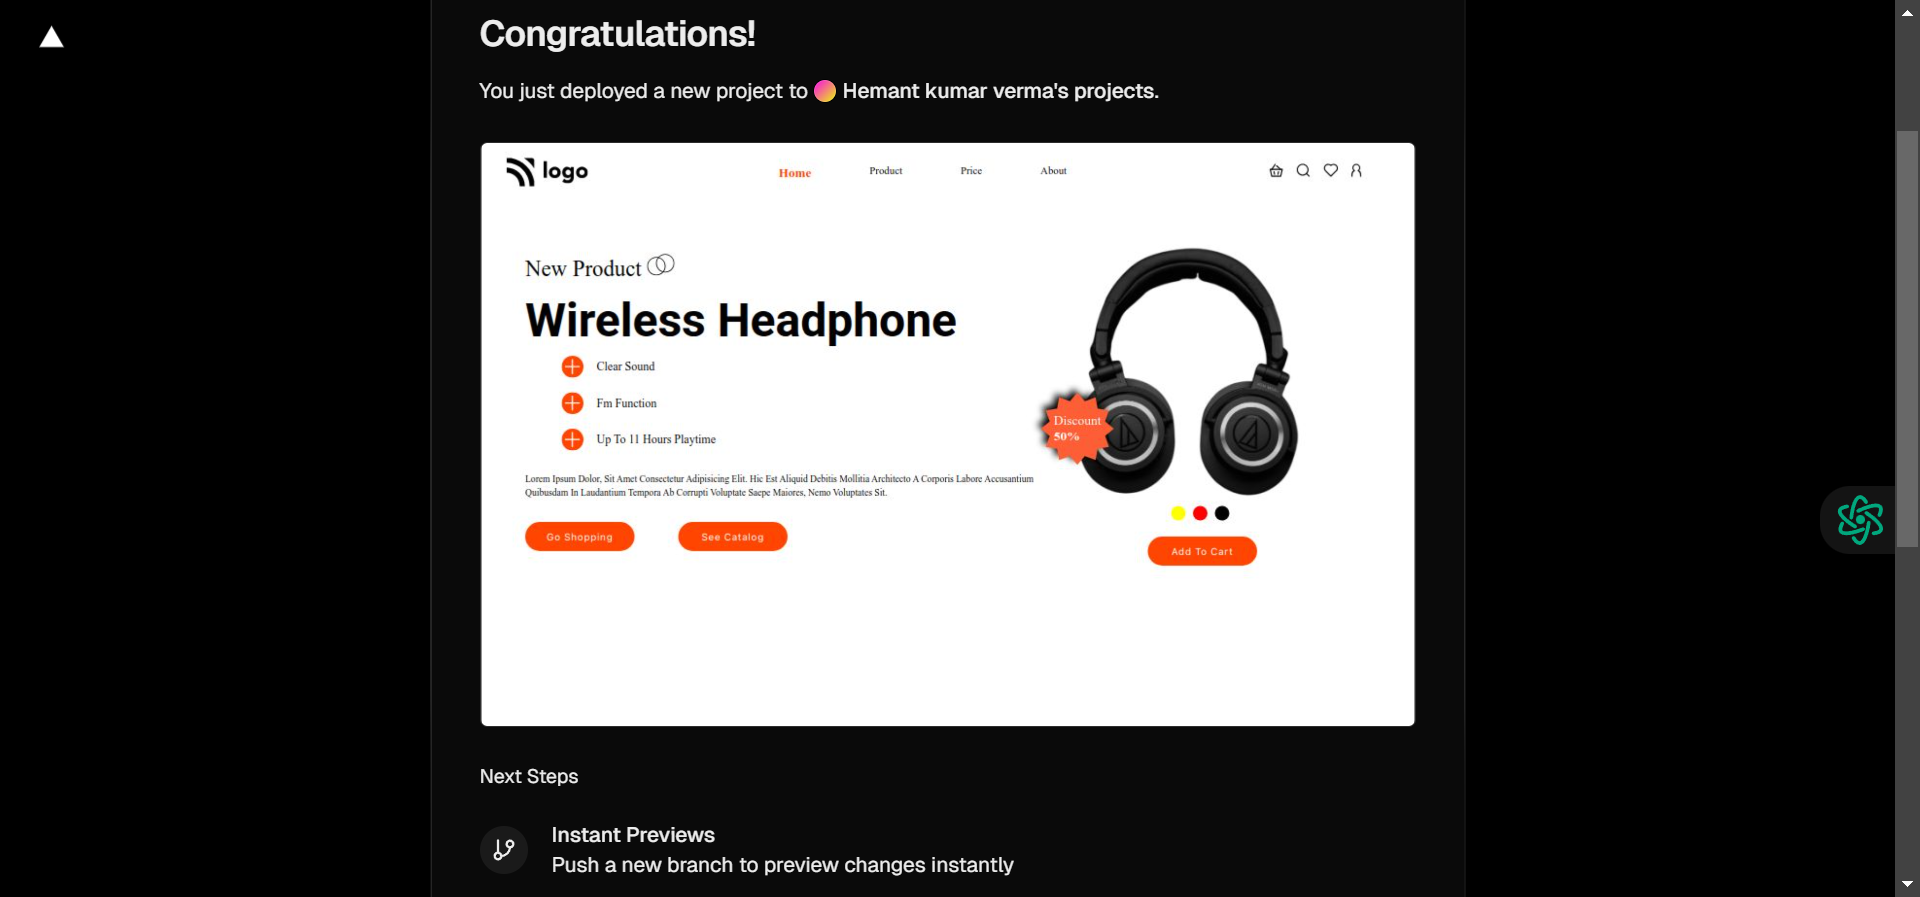 Congratulations!
You just deployed a new project to Hemant kumar verma's projects.
logo
Home Product Price About
New Product
Wireless Headphone
Clear Sound
Fm Function
Up To 11 Hours Playtime
Discount
50%
Lorem Ipsum Dolor, Sit Amet Consectetur Adipisicing Elit. Hic Est Aliquid Debitis Mollitia Architecto A Corporis Labore Accusantium
Quibusdam In Laudantium Tempora Ab Corrupti Voluptate Saepe Maiores, Nemo Voluptates Sit.
Go Shopping See Catalog
Add To Cart
Next Steps
Instant Previews
Push a new branch to preview changes instantly